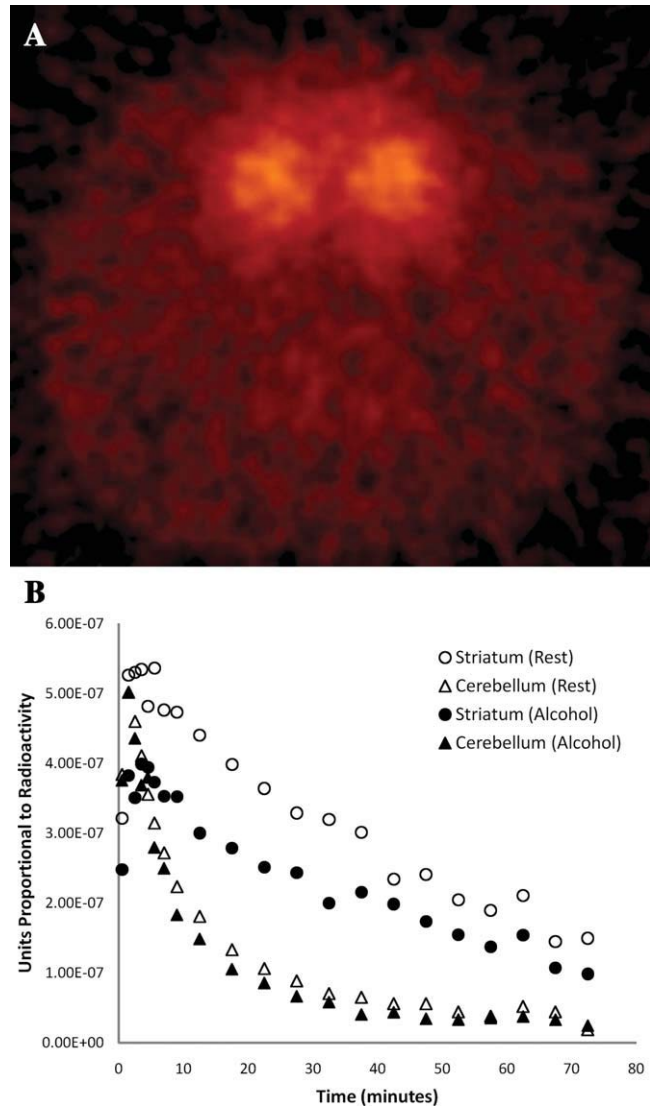 A
B
6.00E-07
5.00E-07
4.00E-07
3.00E-07
2.00E-07
1.00E-07
0.00E+00
Units Proportional to Radioactivity
Striatum (Rest)
Cerebellum (Rest)
Striatum (Alcohol)
Cerebellum (Alcohol)
0 10 20 30 40 50 60 70 80
Time (minutes)